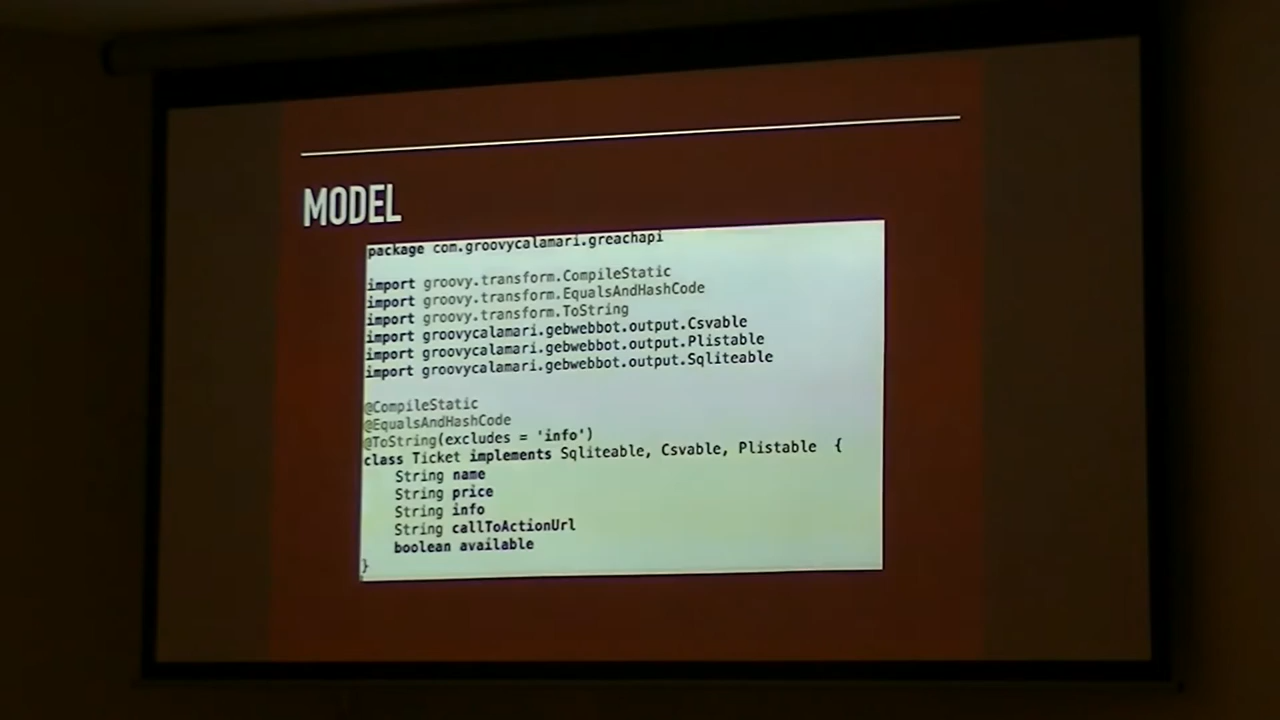 MODEL
package com.groovycalamari.greachapi
import groovy.transform.CompileStatic
import groovy.transform.EqualsAndHashCode
import groovy.transform.ToString
import groovycalamari.gebwebbot.output.Csvable
import groovycalamari.gebwebbot.output.Plistable
import groovycalamari.gebwebbot.output.Sqliteable
@CompileStatic
@EqualsAndHashCode
@ToString(excludes = 'info')
class Ticket implements Sqliteable, Csvable, Plistable {
String name
String price
String info
String callToActionUrl
boolean available
}